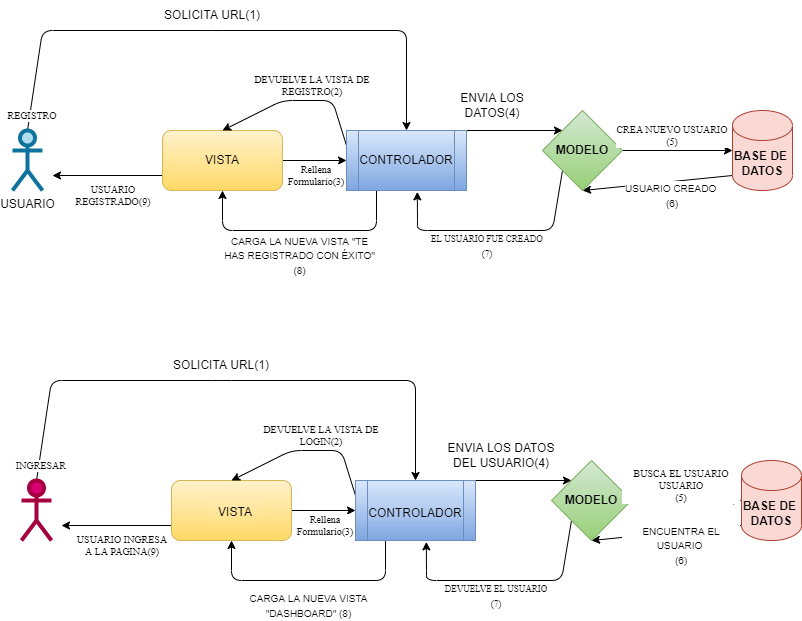 SOLICITA URL(1)
DEVUELVE LA VISTA DE
REGISTRO(2)
ENVIA LOS
DATOS(4)
REGISTRO
CREA NUEVO USUARIO
(5)
VISTA
CONTROLADOR
MODELO
BASE DE
DATOS
Rellena
Formulario(3)
USUARIO
REGISTRADO(9)
USUARIO CREADO
(6)
USUARIO
CARGA LA NUEVA VISTA "TE
HAS REGISTRADO CON ÉXITO"
(8)
EL USUARIO FUE CREADO
(7)
SOLICITA URL(1)
DEVUELVE LA VISTA DE
LOGIN(2)
ENVIA LOS DATOS
DEL USUARIO(4)
INGRESAR
BUSCA EL USUARIO
USUARIO
(5)
VISTA
CONTROLADOR
MODELO
BASE DE
DATOS
Rellena
Formulario(3)
USUARIO INGRESA
A LA PAGINA(9)
ENCUENTRA EL
USUARIO
(6)
CARGA LA NUEVA VISTA
"DASHBOARD" (8)
DEVUELVE EL USUARIO
(7)